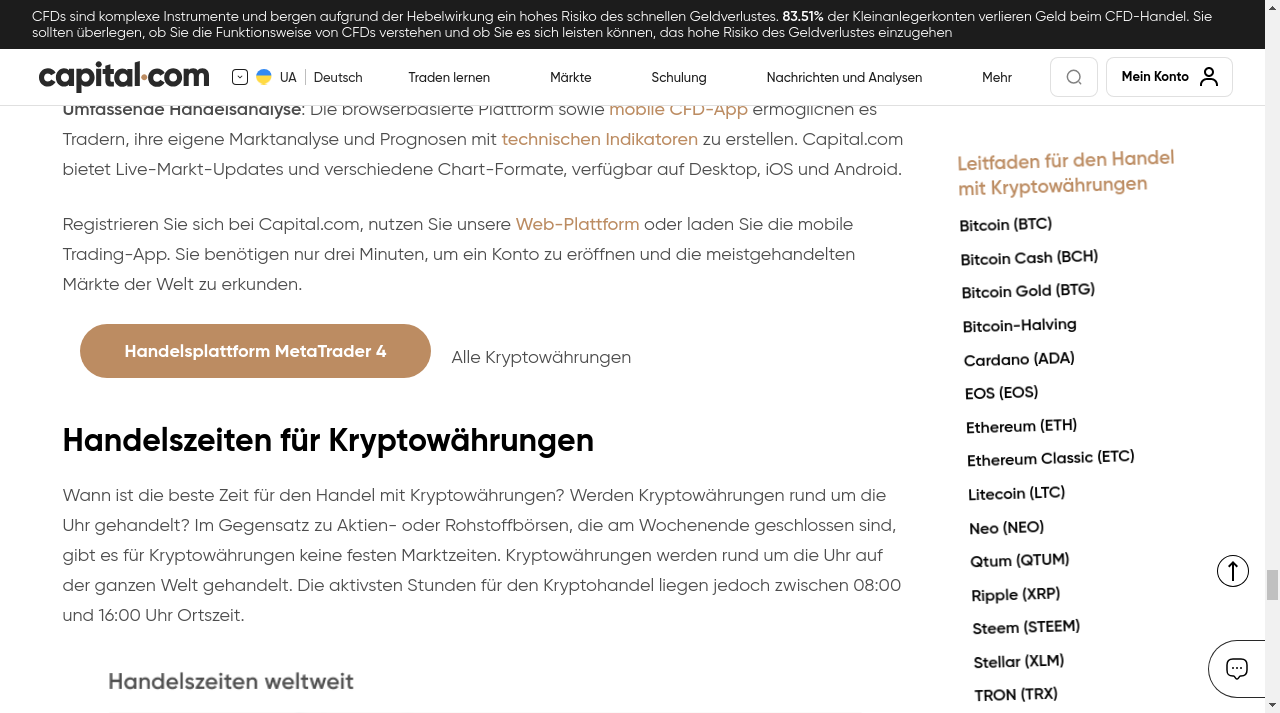 CFDs sind komplexe Instrumente und bergen aufgrund der Hebelwirkung ein hohes Risiko des schnellen Geldverlustes. 83.51% der Kleinanlegerkonten verlieren Geld beim CFD-Handel. Sie
sollten überlegen, ob Sie die Funktionsweise von CFDs verstehen und ob Sie es sich leisten können, das hohe Risiko des Geldverlustes einzugehen
capital.com
UA
Deutsch
Traden lernen
Märkte
Schulung
Nachrichten und Analysen
Mehr
Mein Konto
Umfassende Handelsanalyse: Die browserbasierte Plattform sowie mobile CFD-App ermöglichen es
Tradern, ihre eigene Marktanalyse und Prognosen mit technischen Indikatoren zu erstellen. Capital.com
bietet Live-Markt-Updates und verschiedene Chart-Formate, verfügbar auf Desktop, iOS und Android.
Registrieren Sie sich bei Capital.com, nutzen Sie unsere Web-Plattform oder laden Sie die mobile
Trading-App. Sie benötigen nur drei Minuten, um ein Konto zu eröffnen und die meistgehandelten
Märkte der Welt zu erkunden.
Handelsplattform MetaTrader 4
Alle Kryptowährungen
Handelszeiten für Kryptowährungen
Wann ist die beste Zeit für den Handel mit Kryptowährungen? Werden Kryptowährungen rund um die
Uhr gehandelt? Im Gegensatz zu Aktien- oder Rohstoffbörsen, die am Wochenende geschlossen sind,
gibt es für Kryptowährungen keine festen Marktzeiten. Kryptowährungen werden rund um die Uhr auf
der ganzen Welt gehandelt. Die aktivsten Stunden für den Kryptohandel liegen jedoch zwischen 08:00
und 16:00 Uhr Ortszeit.
Handelszeiten weltweit
Leitfaden für den Handel
mit Kryptowährungen
Bitcoin (BTC)
Bitcoin Cash (BCH)
Bitcoin Gold (BTG)
Bitcoin-Halving
Cardano (ADA)
EOS (EOS)
Ethereum (ETH)
Ethereum Classic (ETC)
Litecoin (LTC)
Neo (NEO)
Qtum (QTUM)
Ripple (XRP)
Steem (STEEM)
Stellar (XLM)
TRON (TRX)